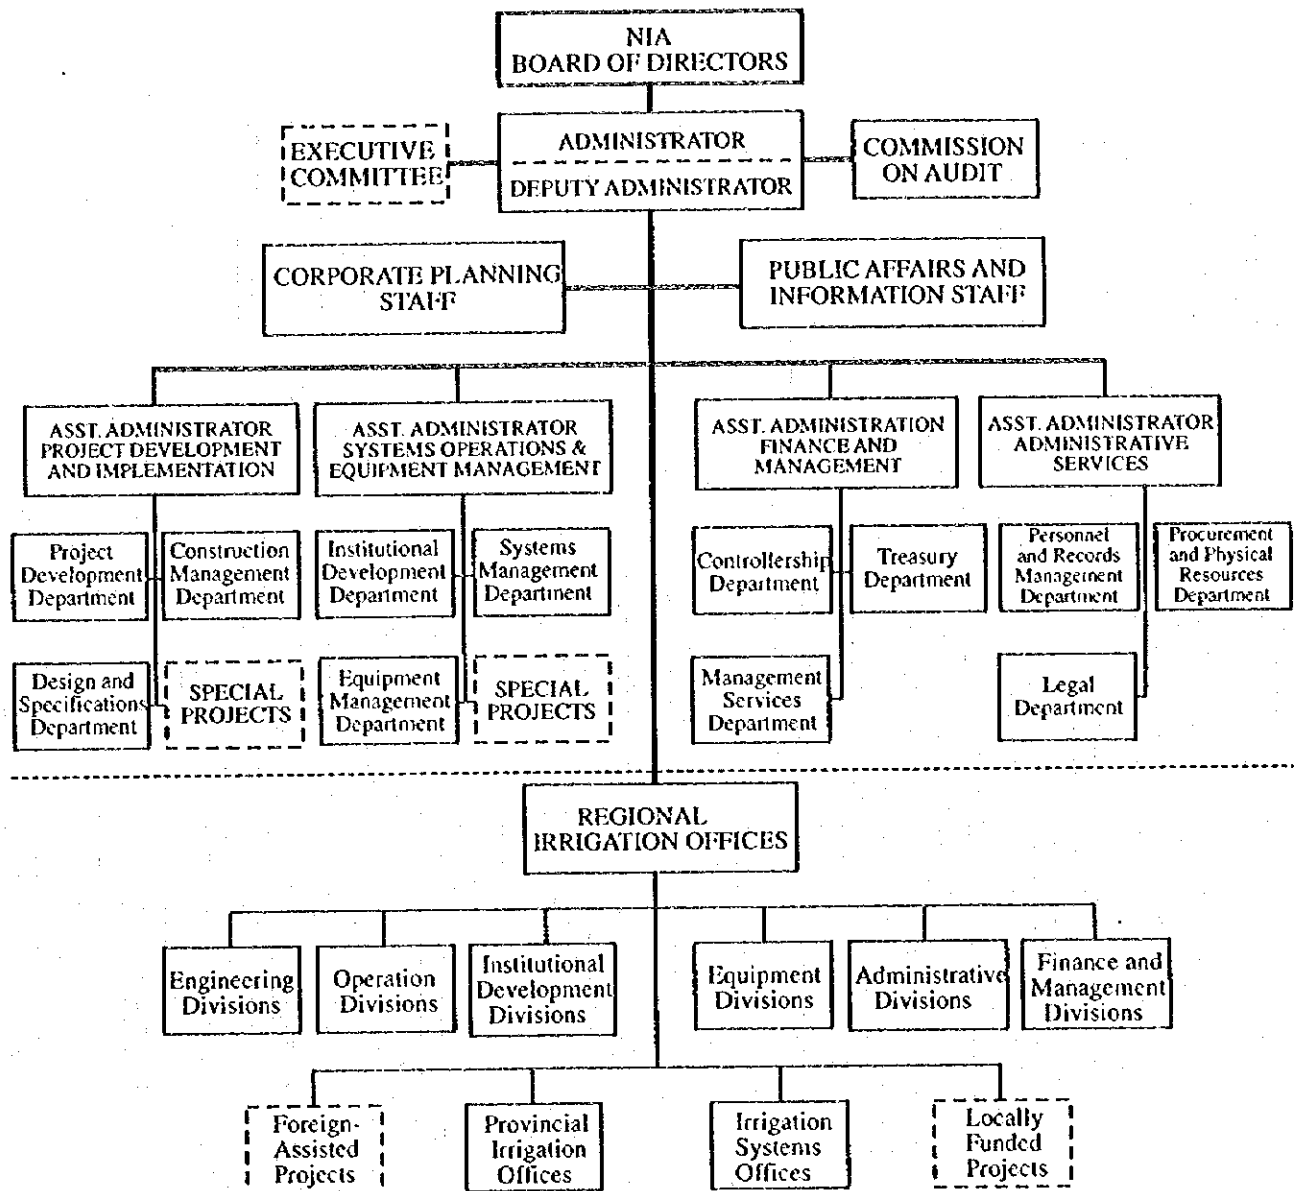 NIA
BOARD OF DIRECTORS
EXECUTIVE
COMMITTEE
ADMINISTRATOR
DEPUTY ADMINISTRATOR
COMMISSION
ON AUDIT
CORPORATE PLANNING
STAFF
PUBLIC AFFAIRS AND
INFORMATION STAFF
ASST. ADMINISTRATOR
PROJECT DEVELOPMENT
AND IMPLEMENTATION
ASST. ADMINISTRATOR
SYSTEMS OPERATIONS &
EQUIPMENT MANAGEMENT
ASST. ADMINISTRATION
FINANCE AND
MANAGEMENT
ASST. ADMINISTRATOR
ADMINISTRATIVE
SERVICES
Project
Development
Department
Construction
Management
Department
Institutional
Development
Department
Systems
Management
Department
Controllership
Department
Treasury
Department
Personnel
and Records
Management
Department
Procurement
and Physical
Resources
Department
Design and
Specifications
Department
SPECIAL
PROJECTS
Equipment
Management
Department
SPECIAL
PROJECTS
Management
Services
Department
Legal
Department
REGIONAL
IRRIGATION OFFICES
Engineering
Divisions
Operation
Divisions
Institutional
Development
Divisions
Equipment
Divisions
Administrative
Divisions
Finance and
Management
Divisions
Foreign-
Assisted
Projects
Provincial
Irrigation
Offices
Irrigation
Systems
Offices
Locally
Funded
Projects